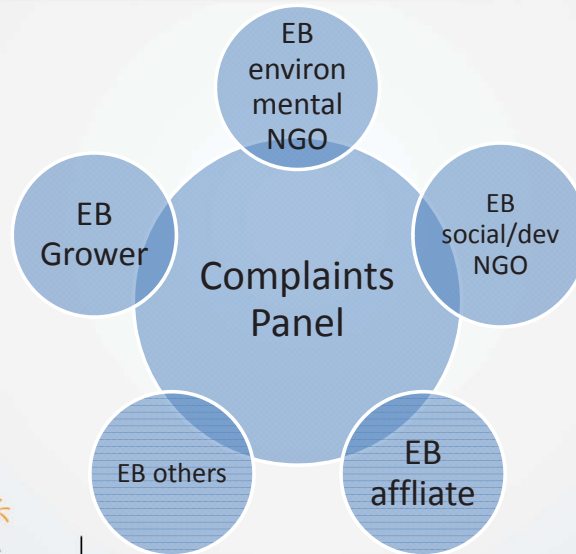 EB
environ
mental
NGO
EB
Grower
EB
social/dev
NGO
Complaints
Panel
EB others
EB
affliate